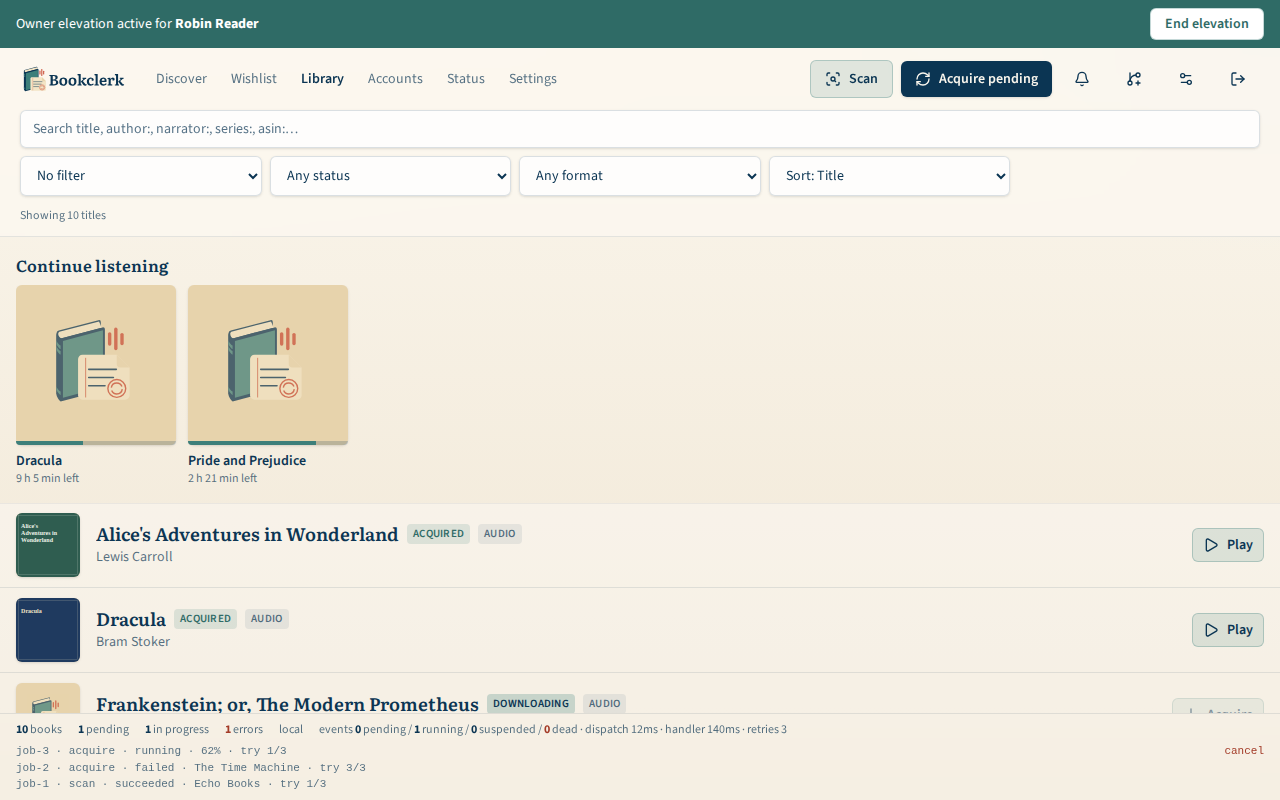 Owner elevation active for Robin Reader
End elevation
Bookclerk
Discover
Wishlist
Library
Accounts
Status
Settings
Scan
Acquire pending
Search title, author:, narrator:, series:, asin:…
No filter
Any status
Any format
Sort: Title
Showing 10 titles
Continue listening
Dracula
9 h 5 min left
Pride and Prejudice
2 h 21 min left
Alice's
Adventures in
Wonderland
Alice's Adventures in Wonderland
ACQUIRED
AUDIO
Lewis Carroll
Play
Dracula
Dracula
ACQUIRED
AUDIO
Bram Stoker
Play
Frankenstein; or, The Modern Prometheus
DOWNLOADING
AUDIO
Acquire
10 books 1 pending 1 in progress 1 errors local events 0 pending / 1 running / 0 suspended / 0 dead · dispatch 12ms · handler 140ms · retries 3
job-3 · acquire · running · 62% · try 1/3
cancel
job-2 · acquire · failed · The Time Machine · try 3/3
job-1 · scan · succeeded · Echo Books · try 1/3